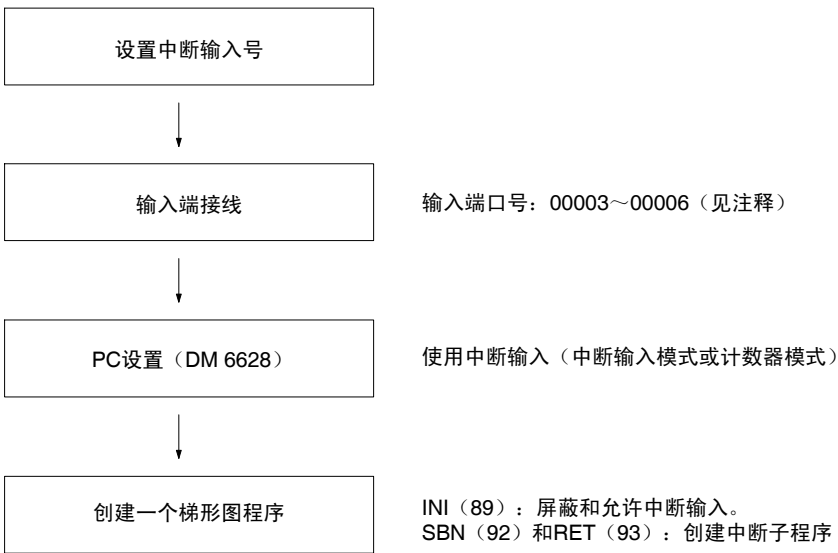 设置中断输入号
输入端接线
输入端口号：00003～00006（见注释）
PC设置（DM 6628）
使用中断输入（中断输入模式或计数器模式）
创建一个梯形图程序
INI（89）：屏蔽和允许中断输入。
SBN（92）和RET（93）：创建中断子程序